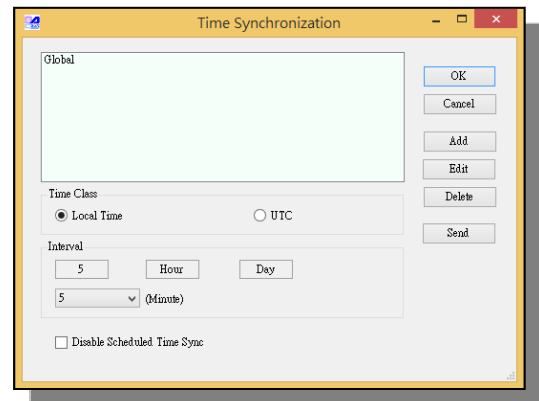 Time Synchronization
Global
OK
Cancel
Add
Edit
Delete
Send
Time Class
Local Time UTC
Interval
5 Hour Day
5 (Minute)
Disable Scheduled Time Sync